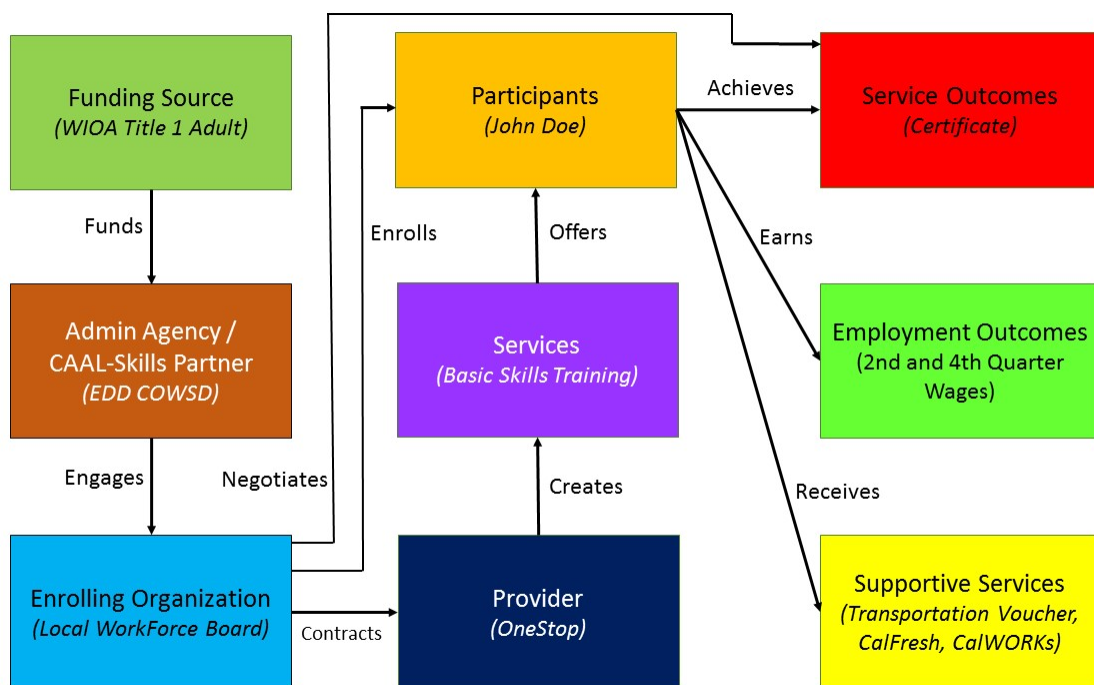 Funding Source
(WIOA Title 1 Adult)
Participants
(John Doe)
Achieves
Service Outcomes
(Certificate)
Funds
Enrolls
Offers
Earns
Admin Agency /
CAAL-Skills Partner
(EDD COWSD)
Services
(Basic Skills Training)
Employment Outcomes
(2nd and 4th Quarter
Wages)
Engages
Negotiates
Creates
Receives
Enrolling Organization
(Local WorkForce Board)
Contracts
Provider
(OneStop)
Supportive Services
(Transportation Voucher,
CalFresh, CalWORKs)